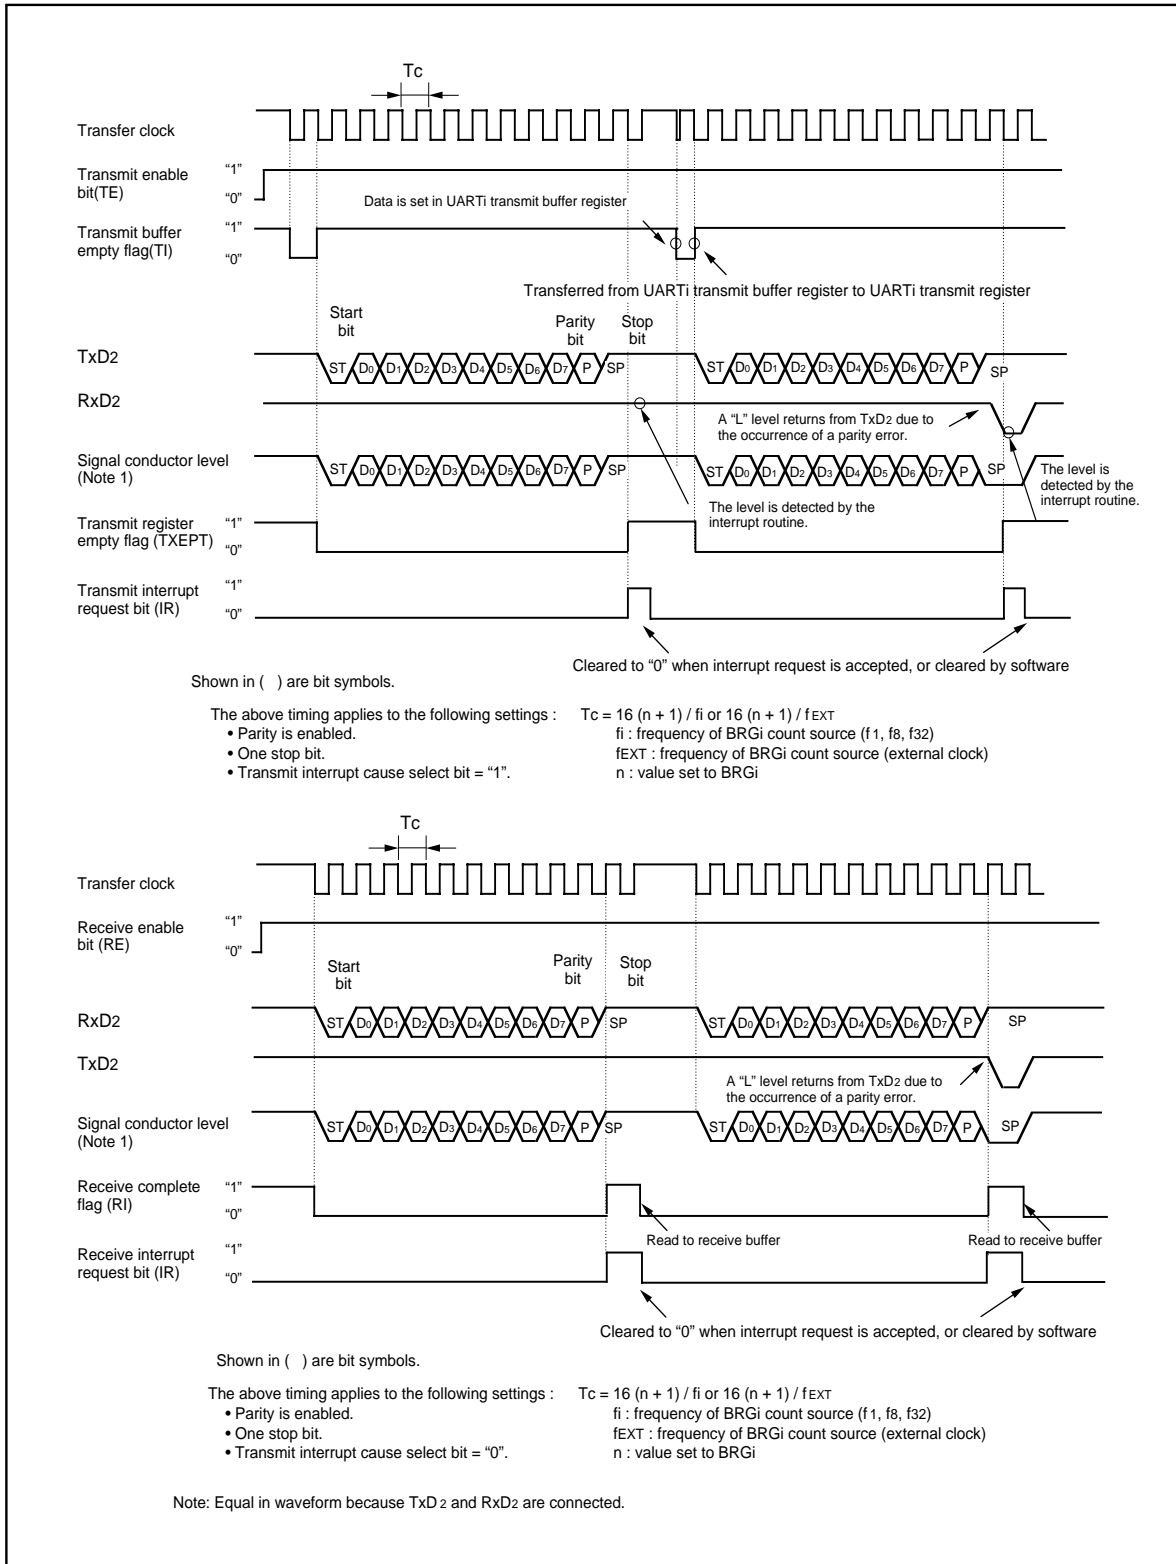 Tc
Transfer clock
Transmit enable
bit(TE)
“1”
“0”
Data is set in UARTi transmit buffer register
Transmit buffer
empty flag(TI)
“1”
“0”
Transferred from UARTi transmit buffer register to UARTi transmit register
Start
bit
Parity
bit
Stop
bit
TxD2
ST D0 D1 D2 D3 D4 D5 D6 D7 P SP
ST D0 D1 D2 D3 D4 D5 D6 D7 P SP
RxD2
A “L” level returns from TxD2 due to
the occurrence of a parity error.
Signal conductor level
(Note 1)
ST D0 D1 D2 D3 D4 D5 D6 D7 P SP
ST D0 D1 D2 D3 D4 D5 D6 D7 P SP
The level is
detected by the
interrupt routine.
The level is detected by the
interrupt routine.
Transmit register
empty flag (TXEPT)
“1”
“0”
Transmit interrupt
request bit (IR)
“1”
“0”
Cleared to “0” when interrupt request is accepted, or cleared by software
Shown in ( ) are bit symbols.
The above timing applies to the following settings :
• Parity is enabled.
• One stop bit.
• Transmit interrupt cause select bit = “1”.
Tc = 16 (n + 1) / fi or 16 (n + 1) / fEXT
fi : frequency of BRGi count source (f1, f8, f32)
fEXT : frequency of BRGi count source (external clock)
n : value set to BRGi
Tc
Transfer clock
Receive enable
bit (RE)
“1”
“0”
Start
bit
Parity
bit
Stop
bit
RxD2
ST D0 D1 D2 D3 D4 D5 D6 D7 P SP
ST D0 D1 D2 D3 D4 D5 D6 D7 P SP
TxD2
A “L” level returns from TxD2 due to
the occurrence of a parity error.
Signal conductor level
(Note 1)
ST D0 D1 D2 D3 D4 D5 D6 D7 P SP
ST D0 D1 D2 D3 D4 D5 D6 D7 P SP
Receive complete
flag (RI)
“1”
“0”
Read to receive buffer
Read to receive buffer
Receive interrupt
request bit (IR)
“1”
“0”
Cleared to “0” when interrupt request is accepted, or cleared by software
Shown in ( ) are bit symbols.
The above timing applies to the following settings :
• Parity is enabled.
• One stop bit.
• Transmit interrupt cause select bit = “0”.
Tc = 16 (n + 1) / fi or 16 (n + 1) / fEXT
fi : frequency of BRGi count source (f1, f8, f32)
fEXT : frequency of BRGi count source (external clock)
n : value set to BRGi
Note: Equal in waveform because TxD2 and RxD2 are connected.